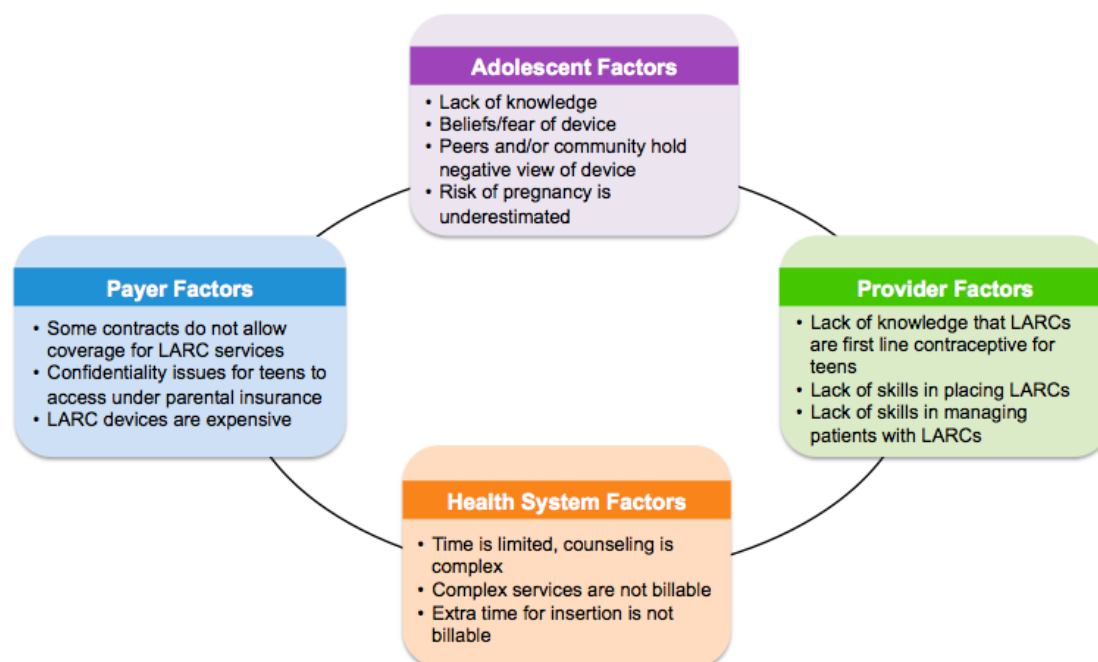 Adolescent Factors
• Lack of knowledge
• Beliefs/fear of device
• Peers and/or community hold
negative view of device
• Risk of pregnancy is
underestimated
Payer Factors
• Some contracts do not allow
coverage for LARC services
• Confidentiality issues for teens to
access under parental insurance
• LARC devices are expensive
Provider Factors
• Lack of knowledge that LARCs
are first line contraceptive for
teens
• Lack of skills in placing LARCs
• Lack of skills in managing
patients with LARCs
Health System Factors
• Time is limited, counseling is
complex
• Complex services are not billable
• Extra time for insertion is not
billable